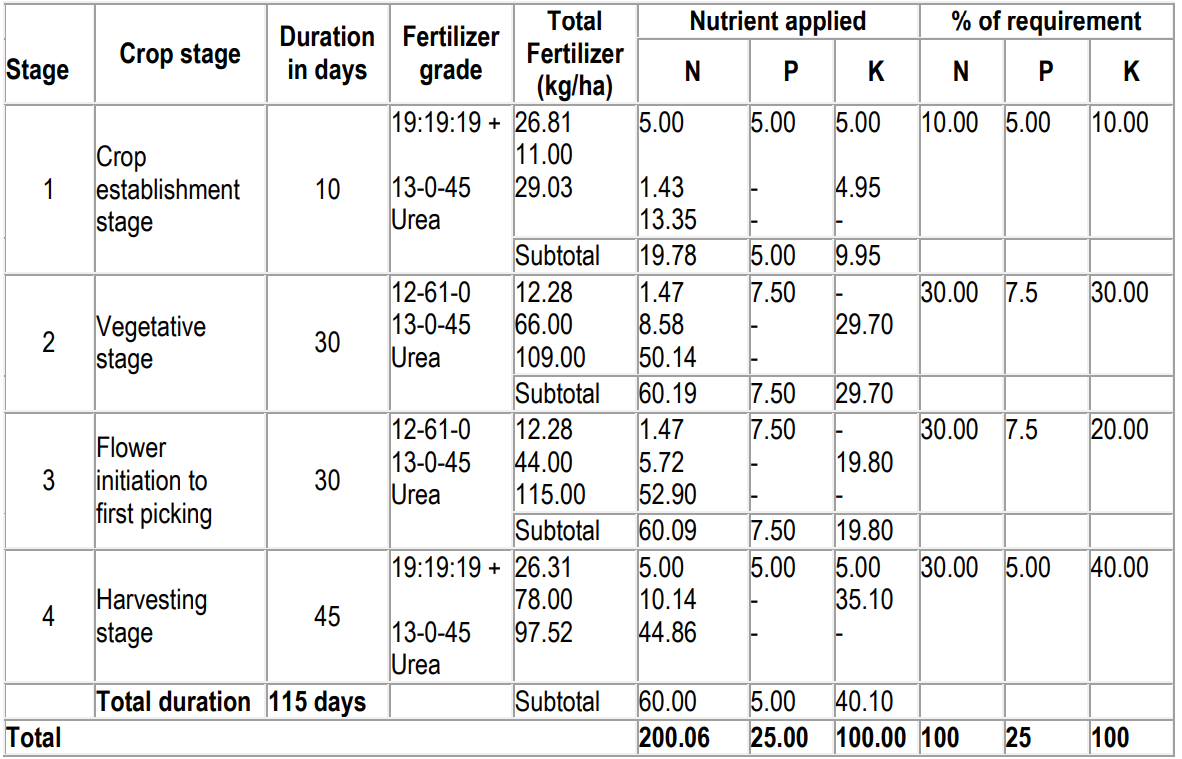 Stage Crop stage Duration in days Fertilizer grade Total Fertilizer (kg/ha) Nutrient applied % of requirement
N P K N P K
1 Crop establishment stage 10 19:19:19 + 26.81 5.00 5.00 5.00 10.00 5.00 10.00
11.00
13-0-45 29.03 1.43 - 4.95
Urea 13.35 - -
Subtotal 19.78 5.00 9.95
2 Vegetative stage 30 12-61-0 12.28 1.47 7.50 - 30.00 7.5 30.00
13-0-45 66.00 8.58 - 29.70
Urea 109.00 50.14 -
Subtotal 60.19 7.50 29.70
3 Flower initiation to first picking 30 12-61-0 12.28 1.47 7.50 - 30.00 7.5 20.00
13-0-45 44.00 5.72 - 19.80
Urea 115.00 52.90 - -
Subtotal 60.09 7.50 19.80
4 Harvesting stage 45 19:19:19 + 26.31 5.00 5.00 5.00 30.00 5.00 40.00
78.00 10.14 - 35.10
13-0-45 97.52 44.86 - -
Urea
Total duration 115 days Subtotal 60.00 5.00 40.10
Total 200.06 25.00 100.00 100 25 100